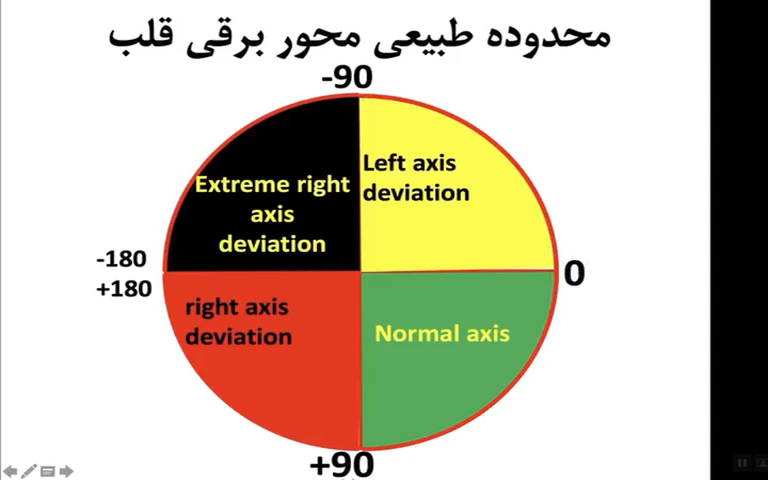 محدوده طبیعی محور برقی قلب
-90
Left axis
deviation
Extreme right
axis
deviation
-180
+180
0
right axis
deviation
Normal axis
+90